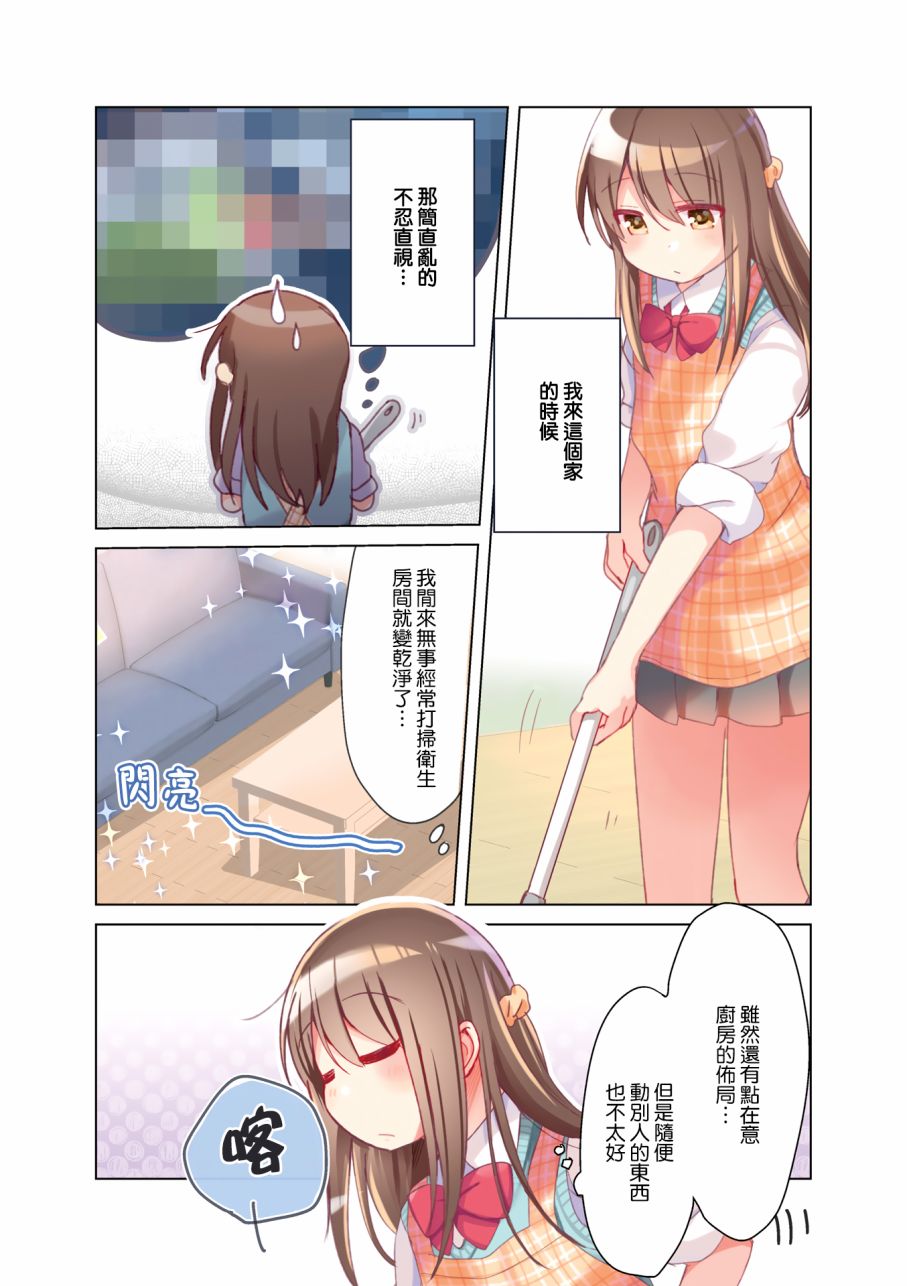 我來這個家
的時候
那簡直亂的
不忍直視…
我閒來無事經常打掃衛生
房間就變乾淨了…
閃亮
雖然還有點在意
廚房的佈局…
但是隨便
動別人的東西
也不太好
喀